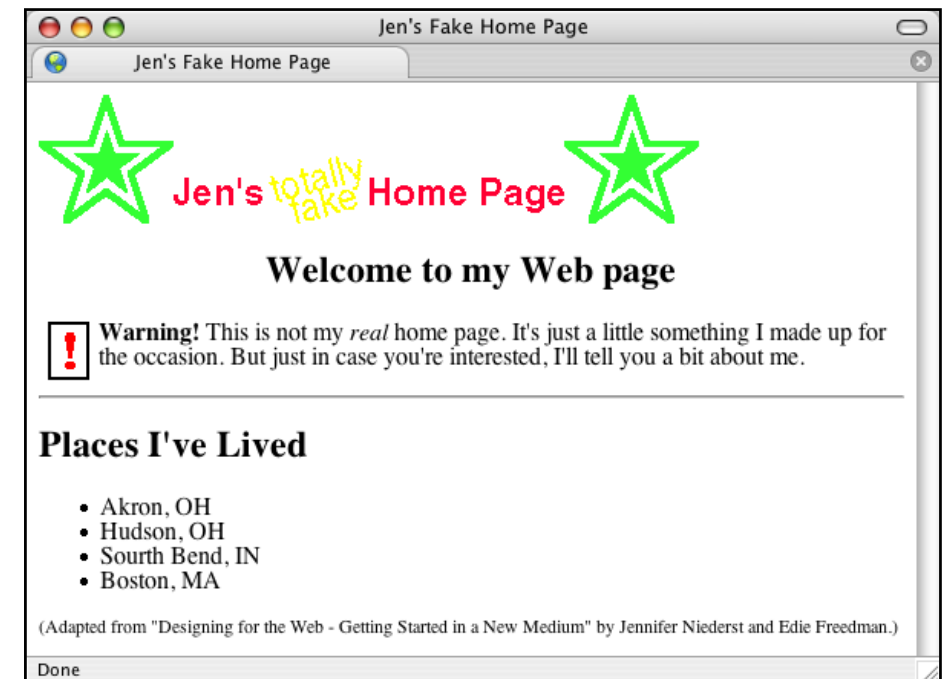 Jen's Fake Home Page
Jen's Fake Home Page
Jen's totally fake Home Page
Welcome to my Web page
! Warning! This is not my real home page. It's just a little something I made up for
the occasion. But just in case you're interested, I'll tell you a bit about me.
Places I've Lived
• Akron, OH
• Hudson, OH
• Sourth Bend, IN
• Boston, MA
(Adapted from "Designing for the Web - Getting Started in a New Medium" by Jennifer Niederst and Edie Freedman.)
Done